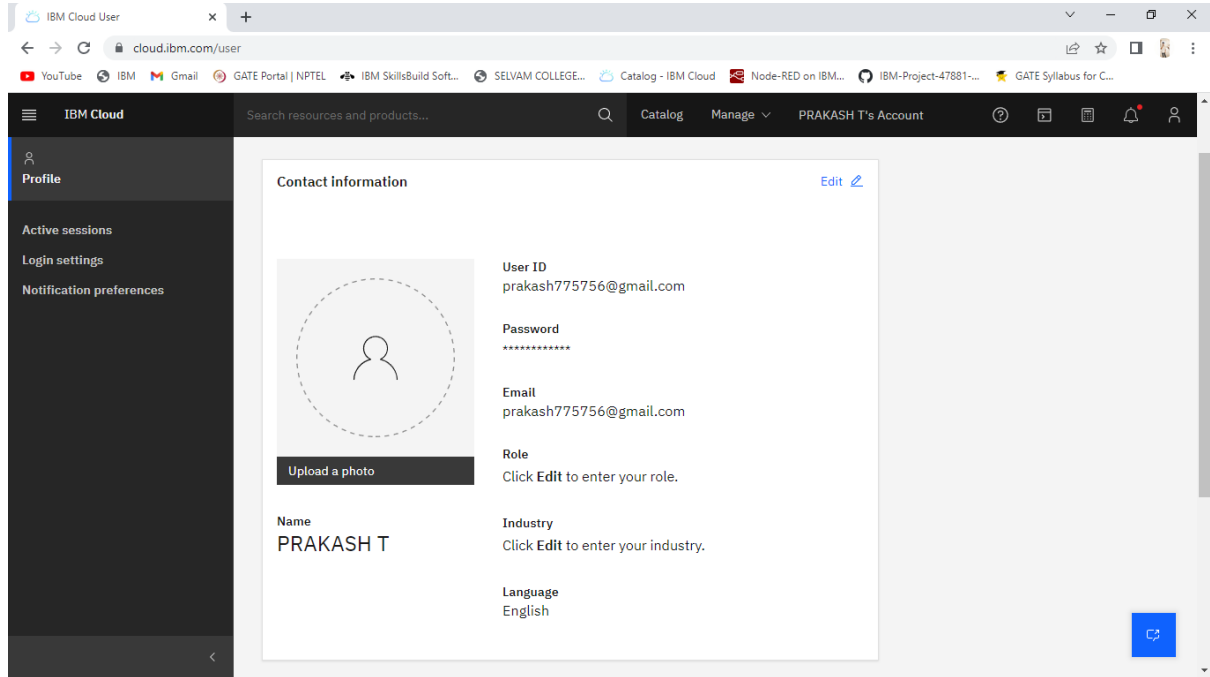 IBM Cloud User
cloud.ibm.com/user
YouTube IBM Gmail GATE Portal | NPTEL IBM SkillsBuild Soft... SELVAM COLLEGE... Catalog - IBM Cloud Node-RED on IBM... IBM-Project-47881-... GATE Syllabus for C...
IBM Cloud Search resources and products... Catalog Manage PRAKASH T's Account
Profile
Active sessions
Login settings
Notification preferences
Contact information Edit
Upload a photo
Name
PRAKASH T
User ID
prakash775756@gmail.com
Password
************
Email
prakash775756@gmail.com
Role
Click Edit to enter your role.
Industry
Click Edit to enter your industry.
Language
English